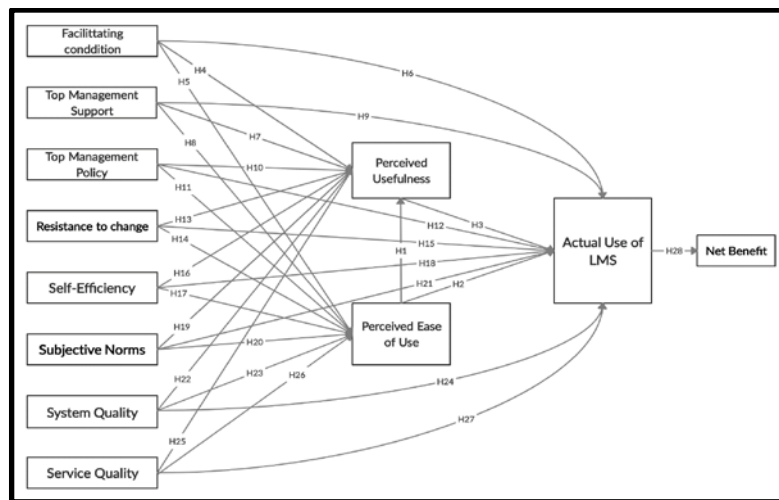 Facilittating
conddition
Top Management
Support
Top Management
Policy
Resistance to change
Self-Efficiency
Subjective Norms
System Quality
Service Quality
H4
H5
H6
H7
H8
H9
H10
H11
H12
H13
H14
H15
H16
H17
H18
H19
H20
H21
H22
H23
H24
H25
H26
H27
Perceived
Usefulness
H1
H3
H2
Perceived Ease
of Use
Actual Use of
LMS
H28
Net Benefit